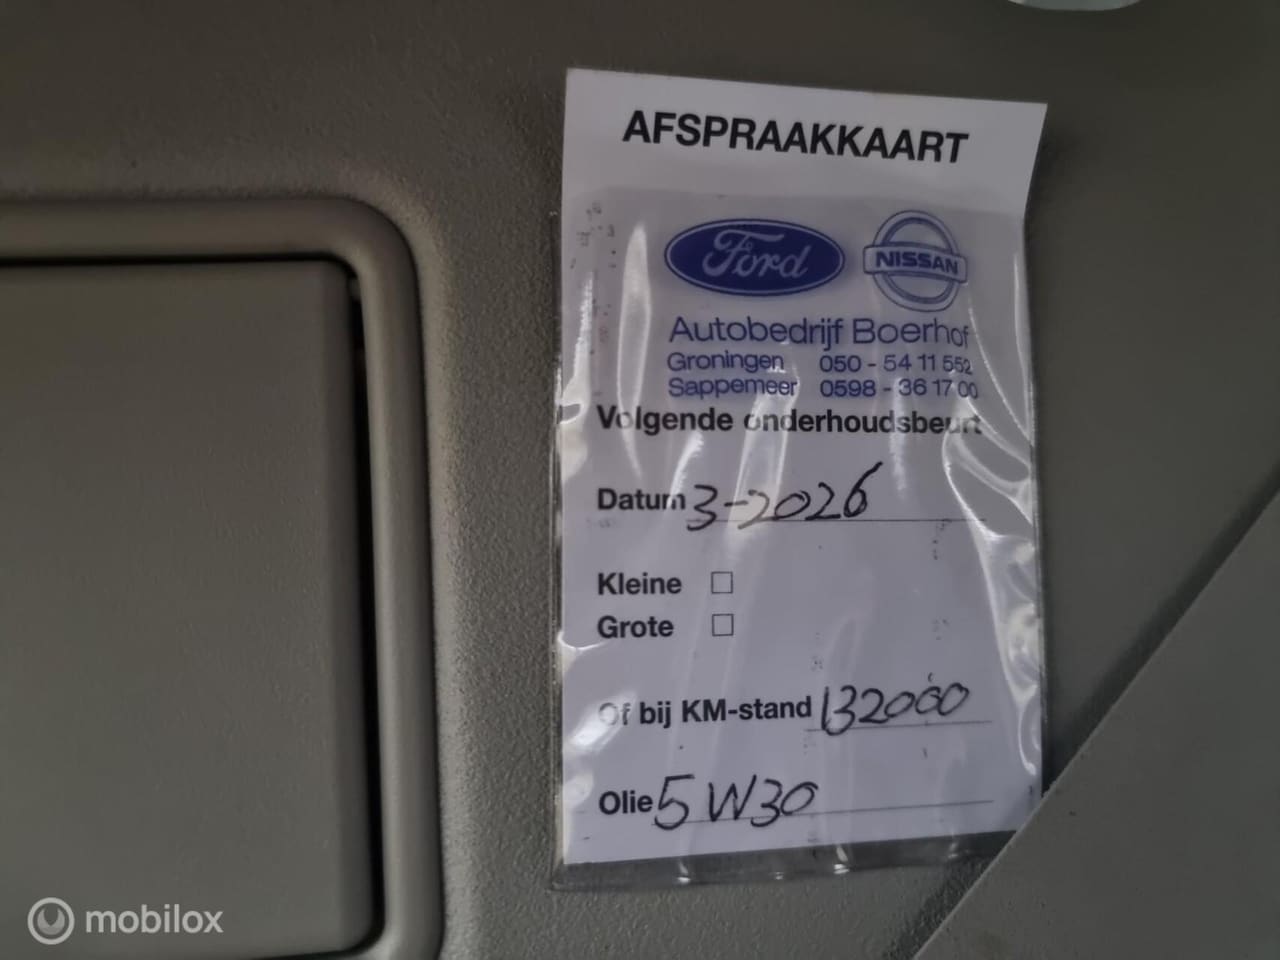 AFSPRAAKKAART
Ford NISSAN
Autobedrijf Boerhof
Groningen 050 - 54 11 552
Sappemeer 0598 - 36 17 00
Volgende onderhoudsbeurt
Datum 3-2026
Kleine
Grote
Of bij KM-stand 132000
Olie 5W30
mobilox